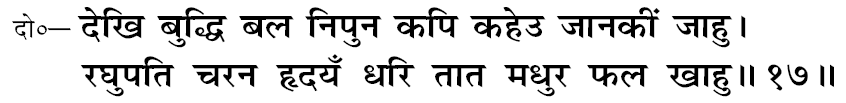 दो०— देखि बुद्धि बल निपुन कपि कहेउ जानकीं जाहु।
रघुपति चरन हृदयँ धरि तात मधुर फल खाहु॥ १७॥